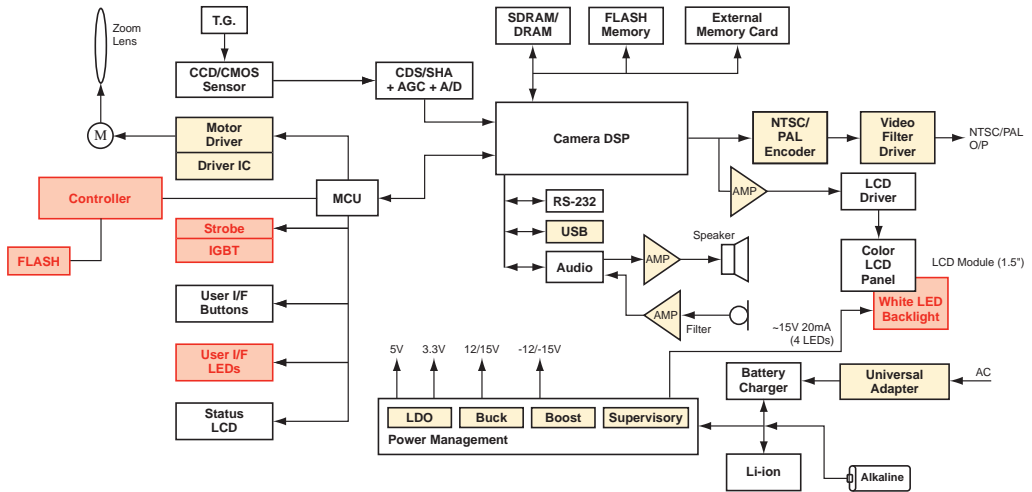 Zoom
Lens
T.G.
SDRAM/
DRAM
FLASH
Memory
External
Memory Card
CCD/CMOS
Sensor
CDS/SHA
+ AGC + A/D
M
Motor
Driver
Driver IC
Camera DSP
NTSC/
PAL
Encoder
Video
Filter
Driver
NTSC/PAL
O/P
Controller
MCU
AMP
LCD
Driver
RS-232
FLASH
Strobe
IGBT
USB
Audio
AMP
Speaker
Color
LCD
Panel
LCD Module (1.5")
White LED
Backlight
User I/F
Buttons
AMP
Filter
~15V 20mA
(4 LEDs)
User I/F
LEDs
5V
3.3V
12/15V
-12/-15V
Battery
Charger
Universal
Adapter
AC
Status
LCD
LDO
Buck
Boost
Supervisory
Power Management
Li-ion
Alkaline